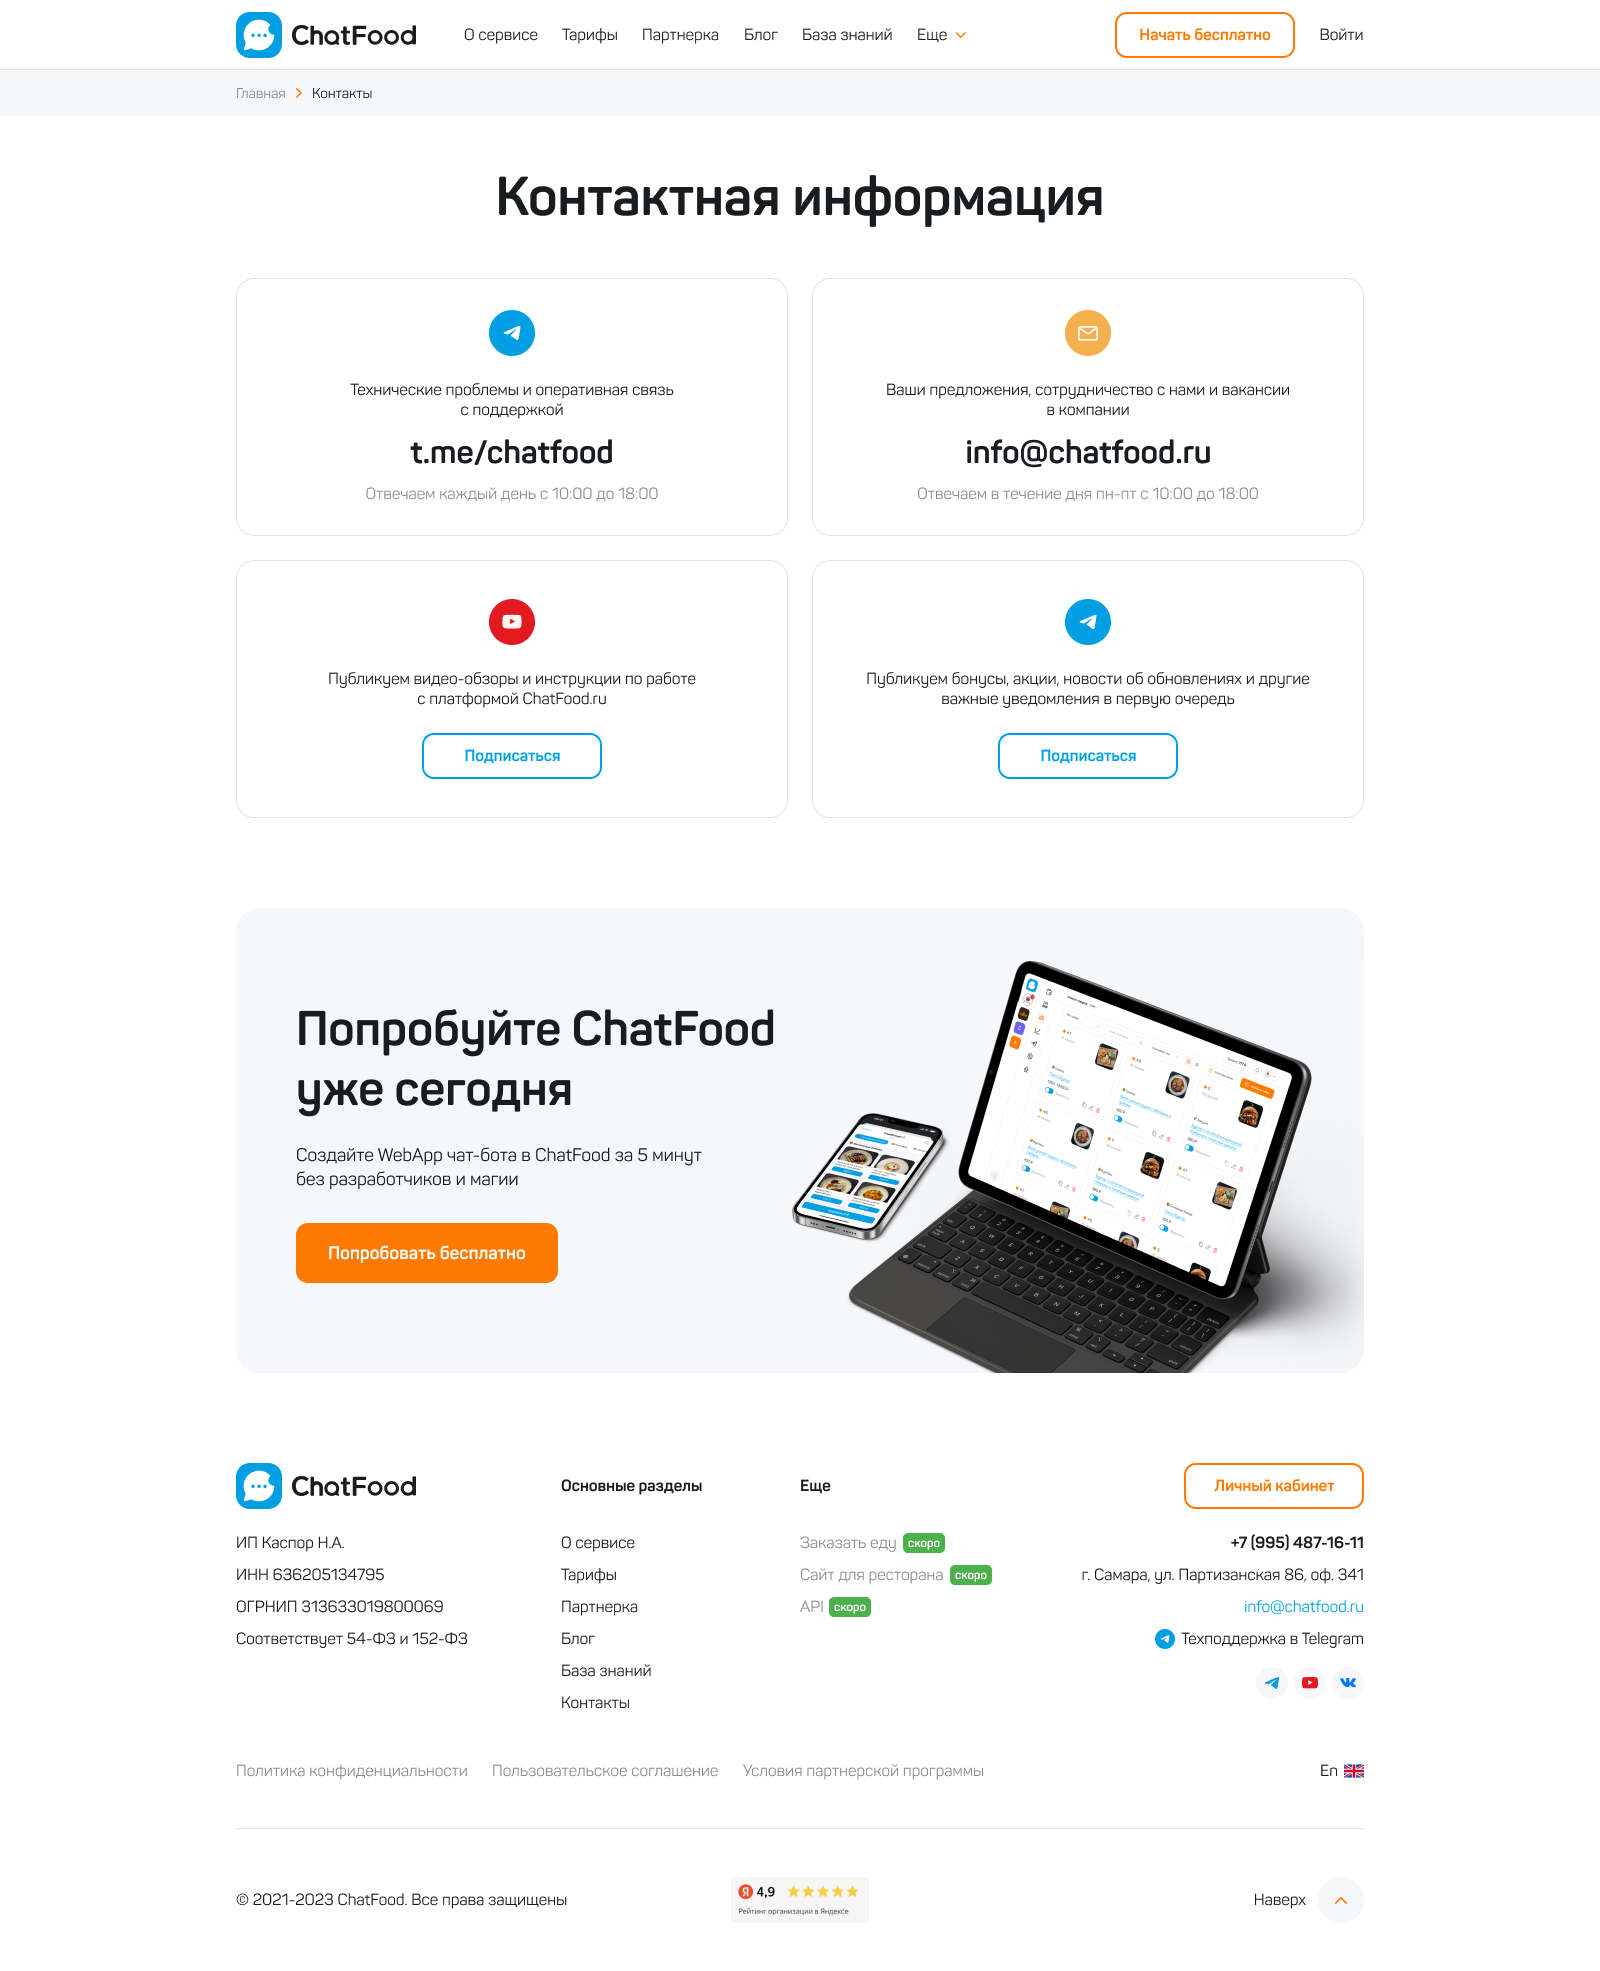 ChatFood
О сервисе
Тарифы
Партнерка
Блог
База знаний
Еще
Начать бесплатно
Войти
Главная
Контакты
Контактная информация
Технические проблемы и оперативная связь
с поддержкой
t.me/chatfood
Отвечаем каждый день с 10:00 до 18:00
Ваши предложения, сотрудничество с нами и вакансии
в компании
info@chatfood.ru
Отвечаем в течение дня пн-пт с 10:00 до 18:00
Публикуем видео-обзоры и инструкции по работе
с платформой ChatFood.ru
Подписаться
Публикуем бонусы, акции, новости об обновлениях и другие
важные уведомления в первую очередь
Подписаться
Попробуйте ChatFood
уже сегодня
Создайте WebApp чат-бота в ChatFood за 5 минут
без разработчиков и магии
Попробовать бесплатно
ChatFood
ИП Каспор Н.А.
ИНН 636205134795
ОГРНИП 313633019800069
Соответствует 54-ФЗ и 152-ФЗ
Основные разделы
О сервисе
Тарифы
Партнерка
Блог
База знаний
Контакты
Еще
Заказать еду скоро
Сайт для ресторана скоро
API скоро
Личный кабинет
+7 (995) 487-16-11
г. Самара, ул. Партизанская 86, оф. 341
info@chatfood.ru
Техподдержка в Telegram
Политика конфиденциальности
Пользовательское соглашение
Условия партнерской программы
En
© 2021-2023 ChatFood. Все права защищены
Я 4,9
Рейтинг организации в Яндексе
Наверх